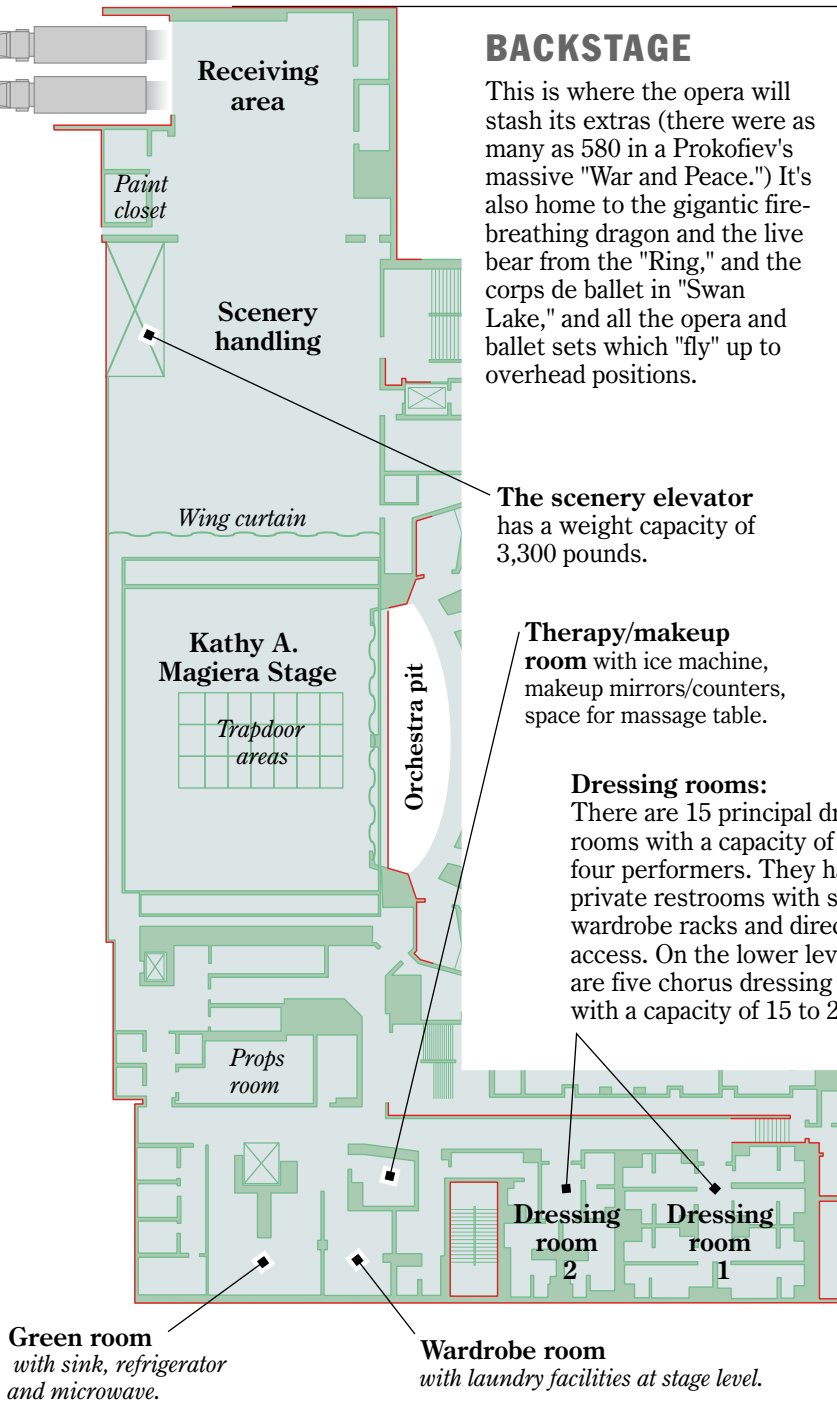 BACKSTAGE
This is where the opera will
stash its extras (there were as
many as 580 in a Prokofiev's
massive "War and Peace.") It's
also home to the gigantic fire-
breathing dragon and the live
bear from the "Ring," and the
corps de ballet in "Swan
Lake," and all the opera and
ballet sets which "fly" up to
overhead positions.
Receiving
area
Paint
closet
Scenery
handling
The scenery elevator
has a weight capacity of
3,300 pounds.
Wing curtain
Kathy A.
Magiera Stage
Trapdoor
areas
Orchestra pit
Therapy/makeup
room with ice machine,
makeup mirrors/counters,
space for massage table.
Dressing rooms:
There are 15 principal
rooms with a capacity of
four performers. They
private restrooms with
wardrobe racks and
access. On the lower
are five chorus dressing
with a capacity of 15 to
Props
room
Dressing
room
2
Dressing
room
1
Green room
with sink, refrigerator
and microwave.
Wardrobe room
with laundry facilities at stage level.